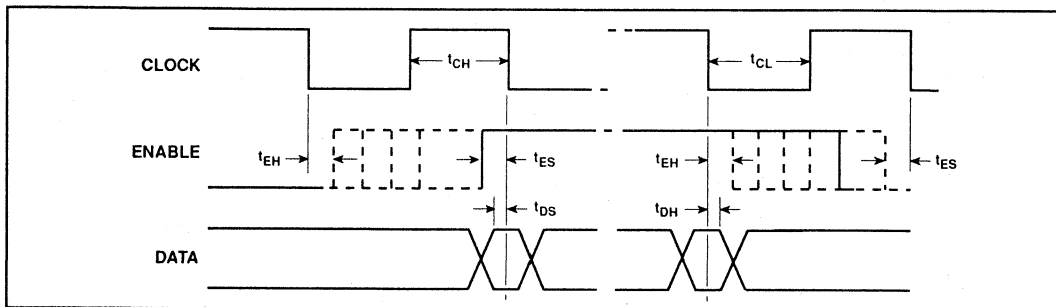 CLOCK
tCH
tCL
ENABLE
tEH
tES
tEH
tES
tDS
tDH
DATA